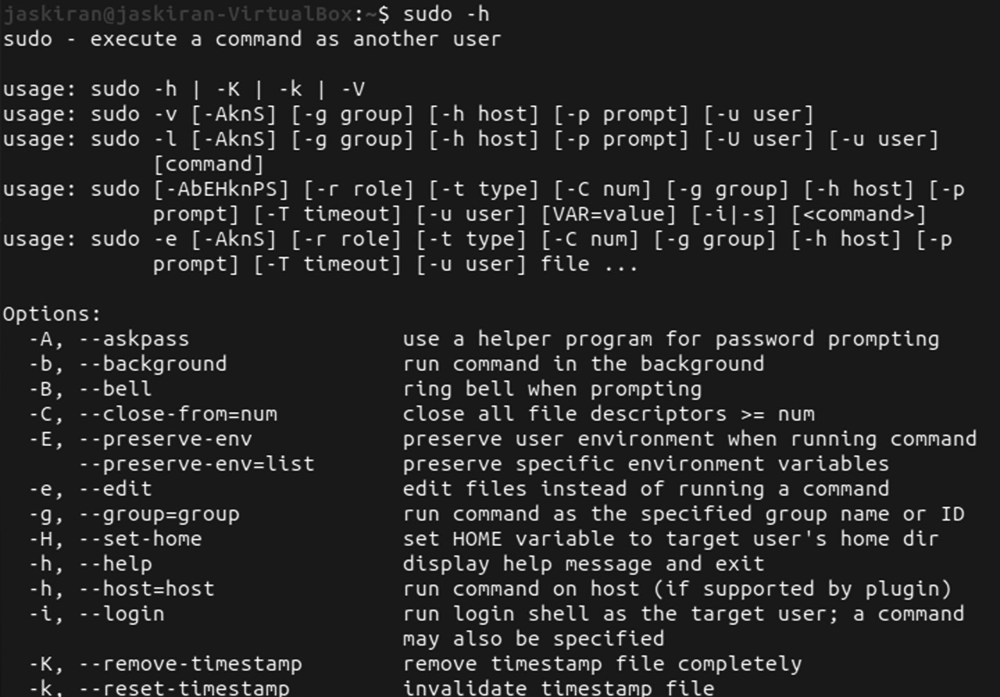 jaskiran@jaskiran-VirtualBox:~$ sudo -h
sudo - execute a command as another user
usage: sudo -h | -K | -k | -V
usage: sudo -v [-AknS] [-g group] [-h host] [-p prompt] [-u user]
usage: sudo -l [-AknS] [-g group] [-h host] [-p prompt] [-U user] [-u user]
[command]
usage: sudo [-AbEHknPS] [-r role] [-t type] [-C num] [-g group] [-h host] [-p
prompt] [-T timeout] [-u user] [VAR=value] [-i|-s] [<command>]
usage: sudo -e [-AknS] [-r role] [-t type] [-C num] [-g group] [-h host] [-p
prompt] [-T timeout] [-u user] file ...
Options:
-A, --askpass use a helper program for password prompting
-b, --background run command in the background
-B, --bell ring bell when prompting
-C, --close-from=num close all file descriptors >= num
-E, --preserve-env preserve user environment when running command
--preserve-env=list preserve specific environment variables
-e, --edit edit files instead of running a command
-g, --group=group run command as the specified group name or ID
-H, --set-home set HOME variable to target user's home dir
-h, --help display help message and exit
-h, --host=host run command on host (if supported by plugin)
-i, --login run login shell as the target user; a command
may also be specified
-K, --remove-timestamp remove timestamp file completely
-k, --reset-timestamp invalidate timestamp file